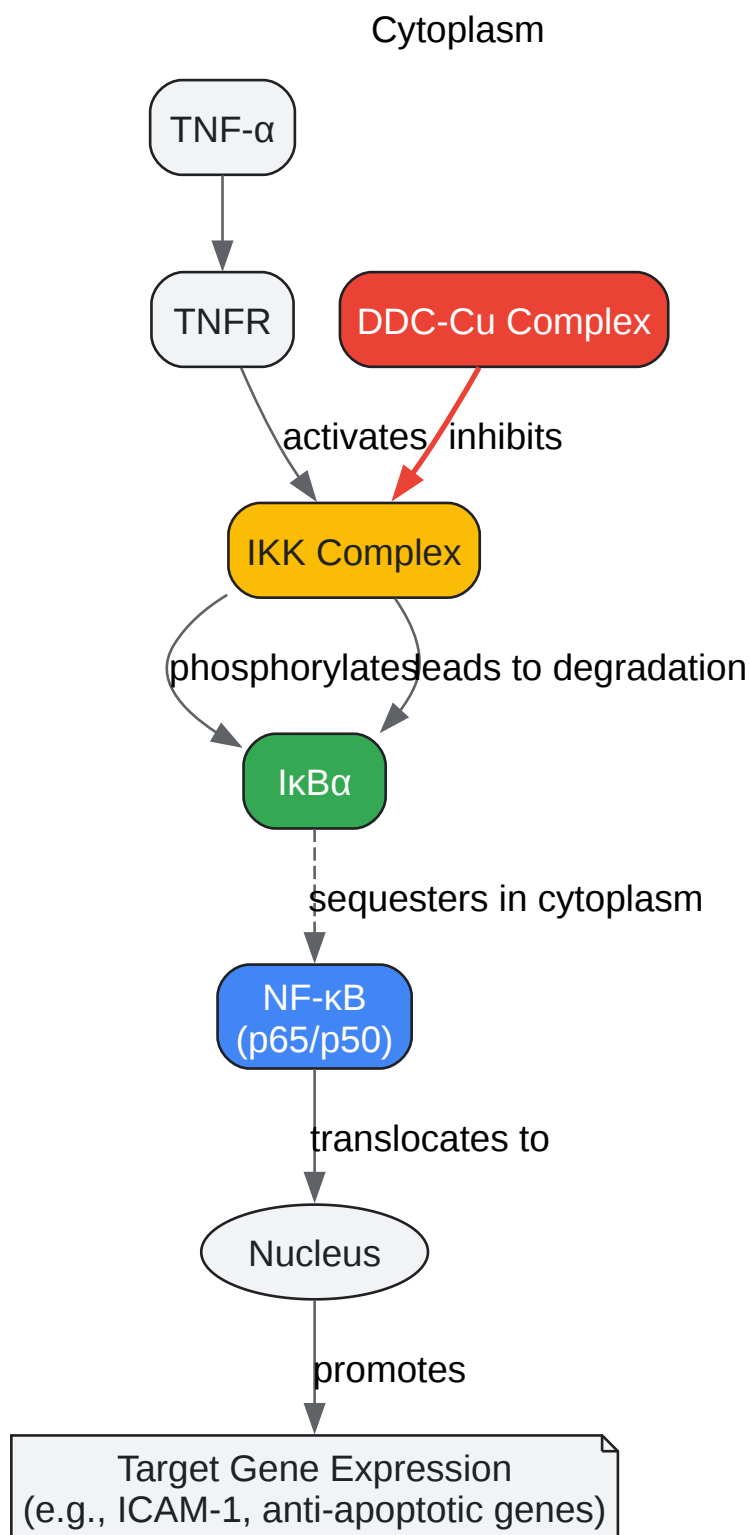 Cytoplasm
TNF-α
TNFR
DDC-Cu Complex
activates
inhibits
IKK Complex
phosphorylates
leads to degradation
IκBα
sequesters in cytoplasm
NF-κB
(p65/p50)
translocates to
Nucleus
promotes
Target Gene Expression
(e.g., ICAM-1, anti-apoptotic genes)